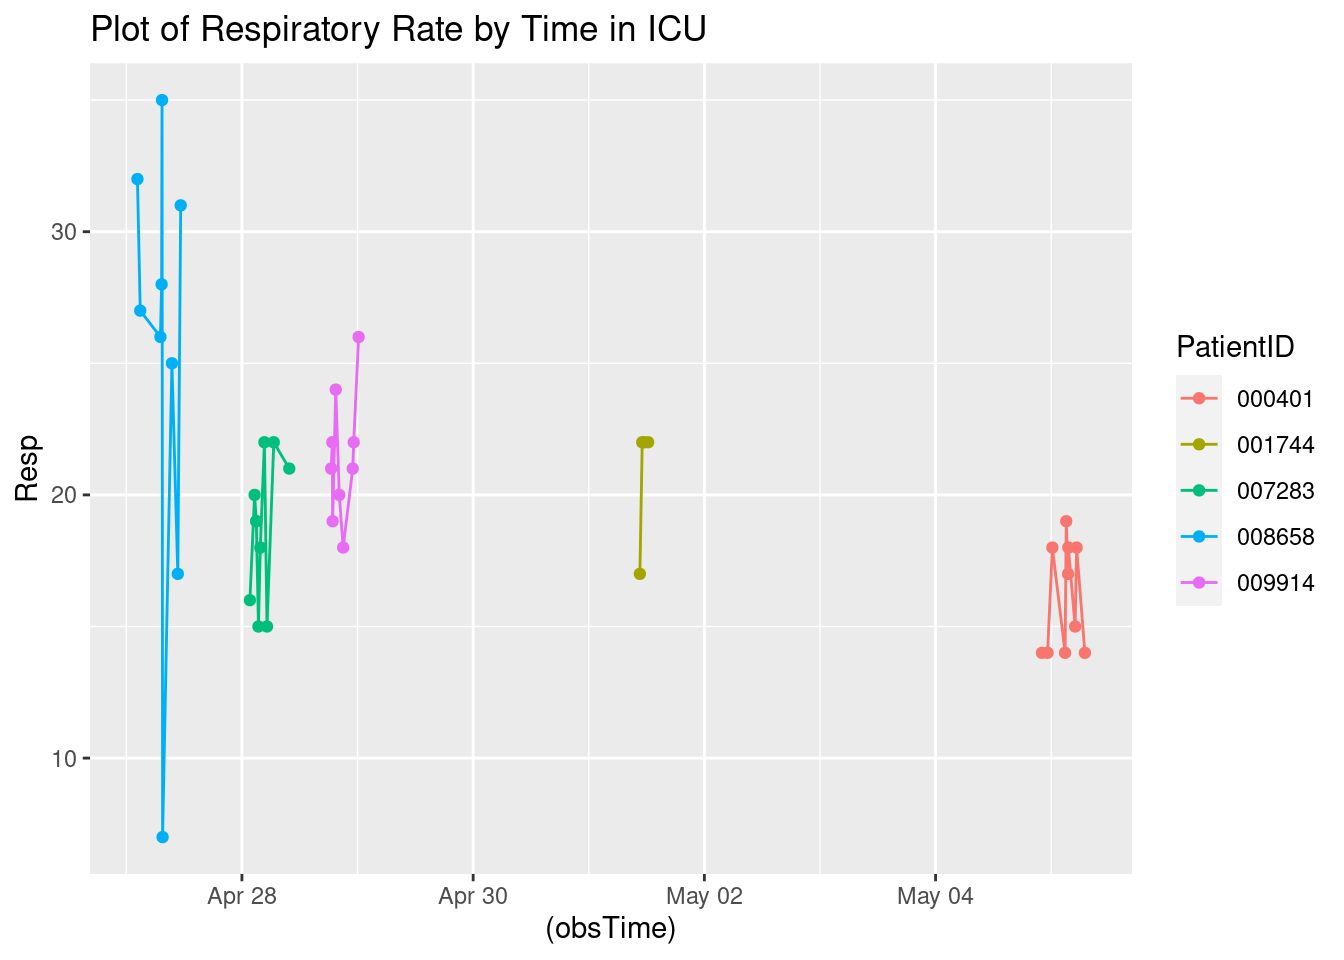 Plot of Respiratory Rate by Time in ICU
Resp
30
20
10
Apr 28
Apr 30
May 02
May 04
(obsTime)
PatientID
000401
001744
007283
008658
009914